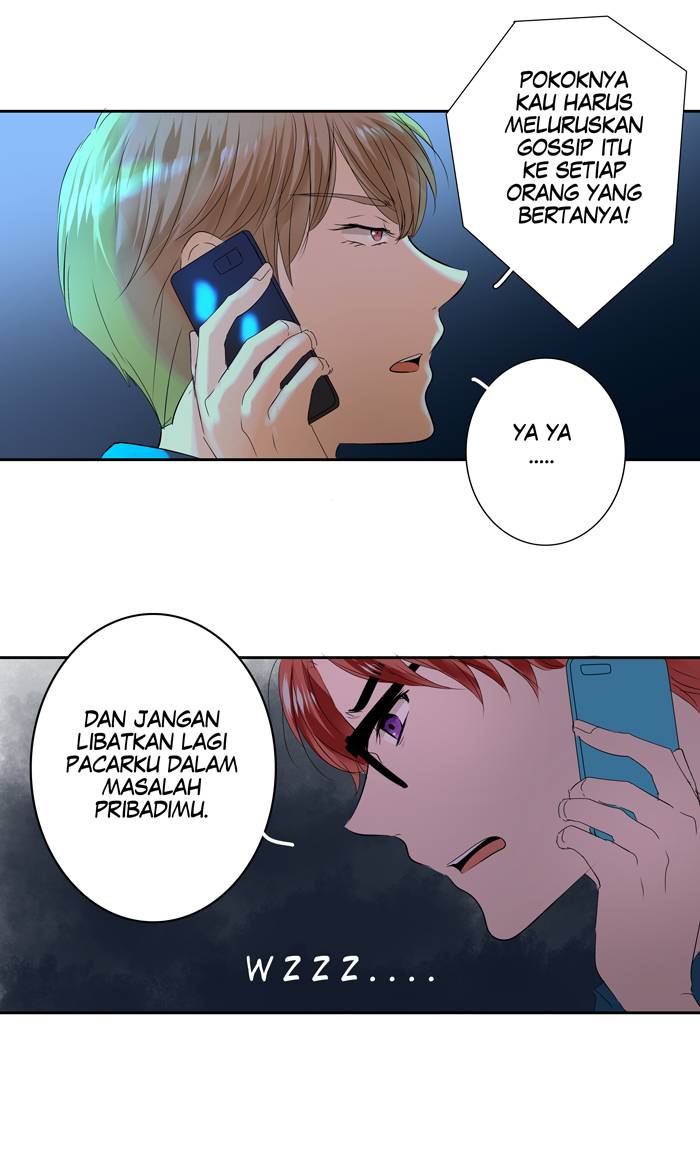 POKOKNYA
KAU HARUS
MELURUSKAN
GOSSIP ITU
KE SETIAP
ORANG YANG
BERTANYA!
YA YA
.....
DAN JANGAN
LIBATKAN LAGI
PACARKU DALAM
MASALAH
PRIBADIMU.
WZZZ....